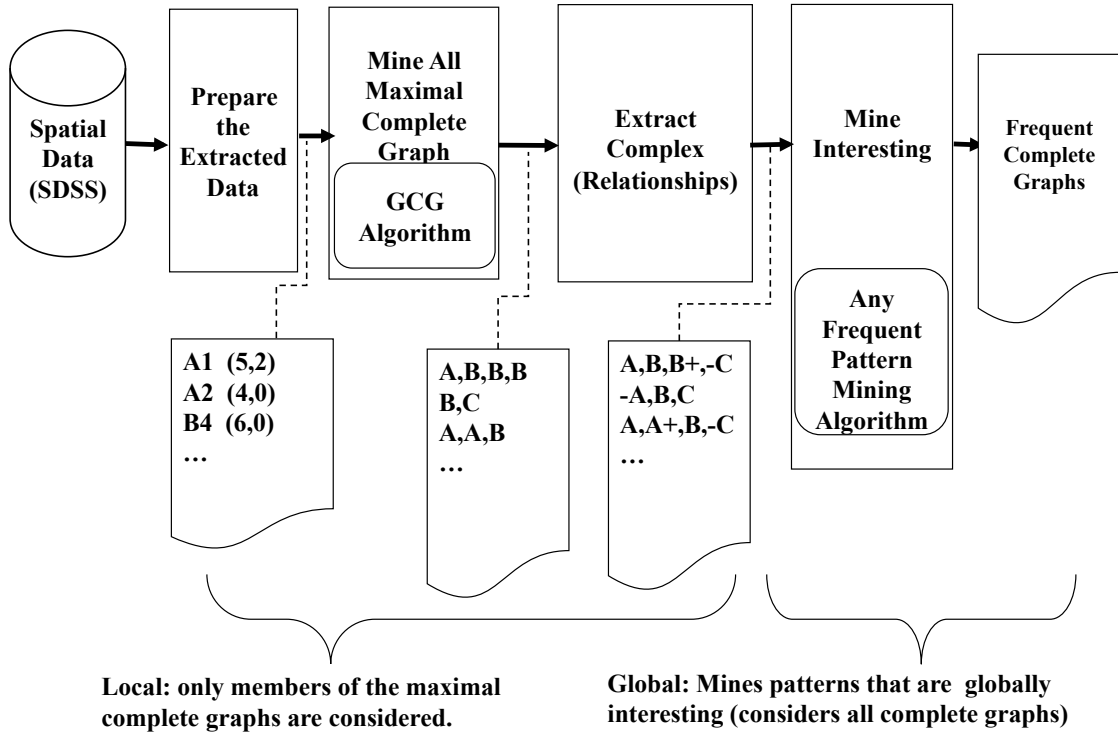 Spatial
Data
(SDSS)
Prepare
the
Extracted
Data
Mine All
Maximal
Complete
Graph
GCG
Algorithm
Extract
Complex
(Relationships)
Mine
Interesting
Any
Frequent
Pattern
Mining
Algorithm
Frequent
Complete
Graphs
A1 (5,2)
A2 (4,0)
B4 (6,0)
…
A,B,B,B
B,C
A,A,B
…
A,B,B+,-C
-A,B,C
A,A+,B,-C
…
Local: only members of the maximal
complete graphs are considered.
Global: Mines patterns that are globally
interesting (considers all complete graphs)